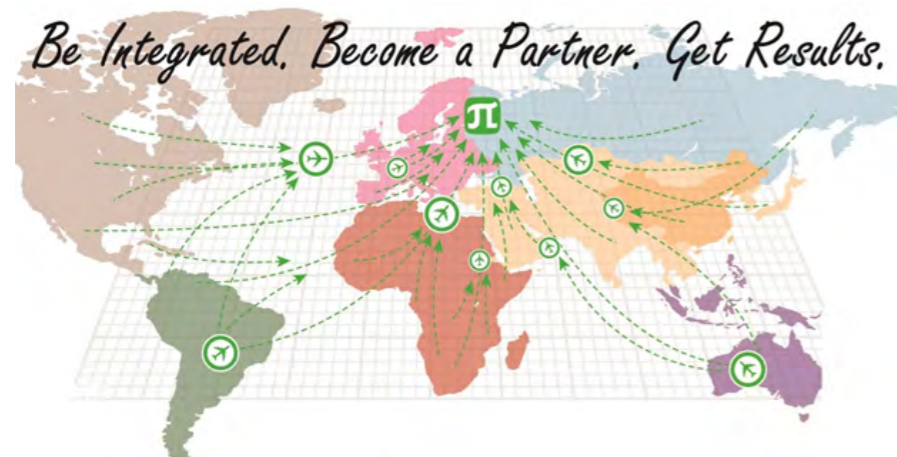 Be Integrated. Become a Partner. Get Results.
π